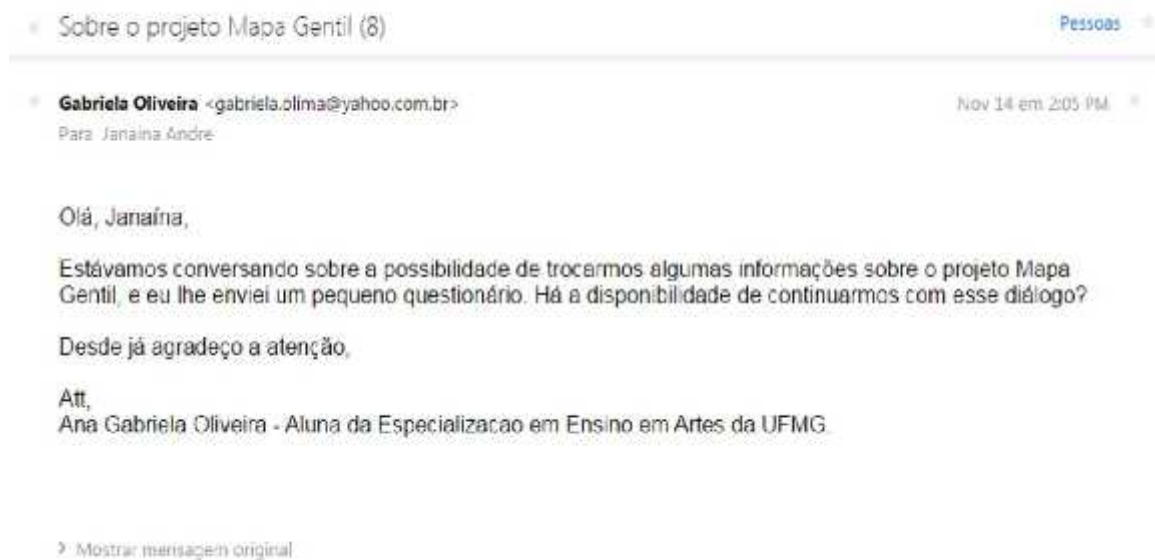 Sobre o projeto Mapa Gentil (8)
Pessoas
Gabriela Oliveira <gabriela.olima@yahoo.com.br>
Nov 14 em 2:05 PM
Para Janaina Andre
Olá, Janaína,
Estávamos conversando sobre a possibilidade de trocarmos algumas informações sobre o projeto Mapa
Gentil, e eu lhe enviei um pequeno questionário. Há a disponibilidade de continuarmos com esse diálogo?
Desde já agradeço a atenção,
Att,
Ana Gabriela Oliveira - Aluna da Especializacao em Ensino em Artes da UFMG.
> Mostrar mensagem original